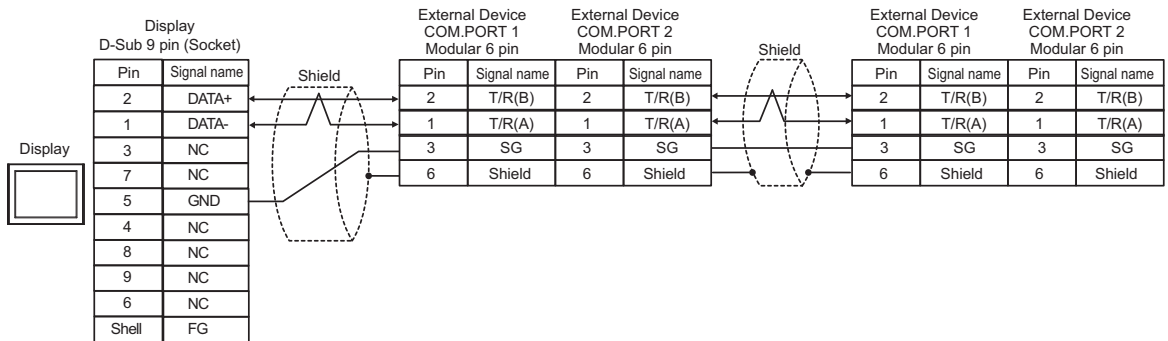 Display
D-Sub 9 pin (Socket)
Pin Signal name
2 DATA+
1 DATA-
3 NC
7 NC
5 GND
4 NC
8 NC
9 NC
6 NC
Shell FG
Display
Shield
External Device
COM.PORT 1
Modular 6 pin
External Device
COM.PORT 2
Modular 6 pin
Pin Signal name Pin Signal name
2 T/R(B) 2 T/R(B)
1 T/R(A) 1 T/R(A)
3 SG 3 SG
6 Shield 6 Shield
Shield
External Device
COM.PORT 1
Modular 6 pin
External Device
COM.PORT 2
Modular 6 pin
Pin Signal name Pin Signal name
2 T/R(B) 2 T/R(B)
1 T/R(A) 1 T/R(A)
3 SG 3 SG
6 Shield 6 Shield